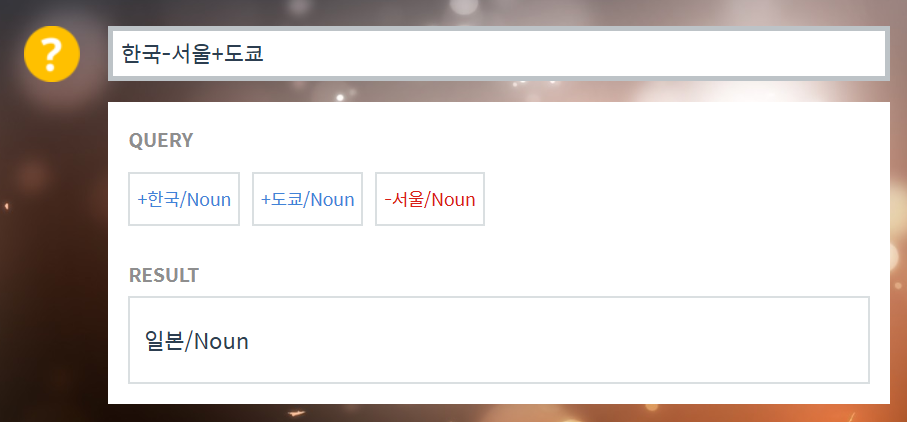 ?
한국-서울+도쿄
QUERY
+한국/Noun +도쿄/Noun -서울/Noun
RESULT
일본/Noun